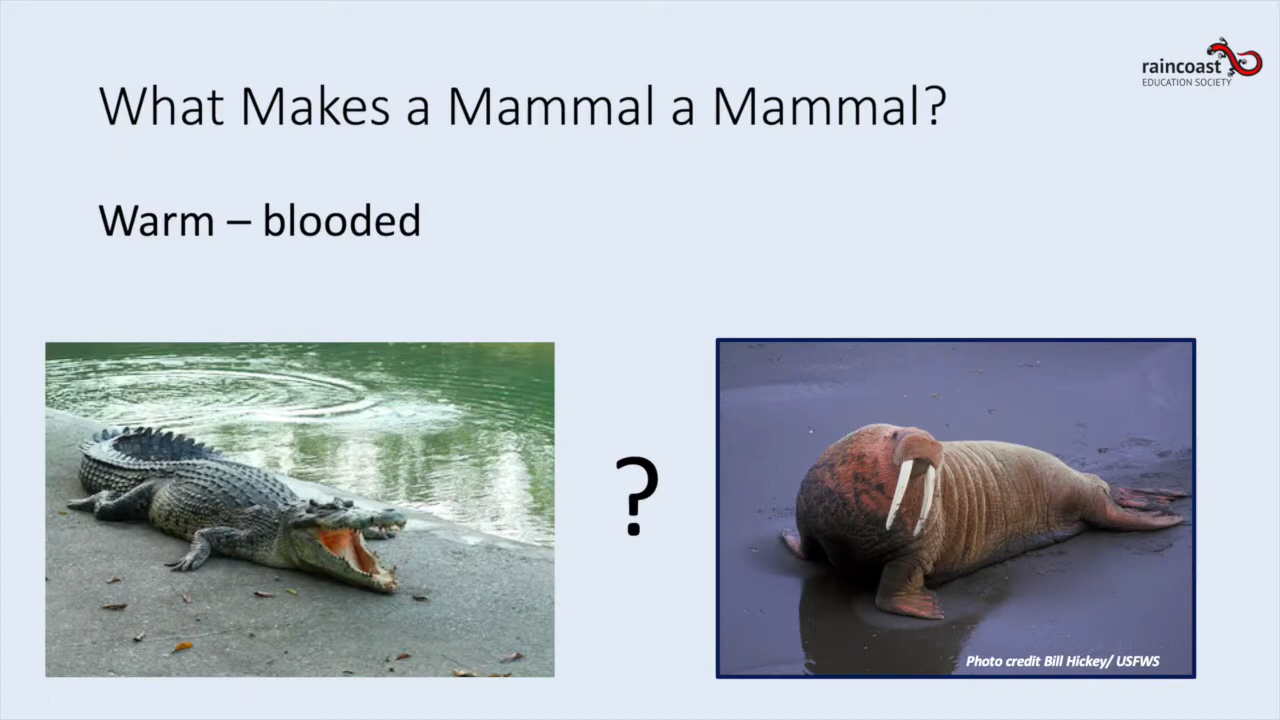 raincoast
EDUCATION SOCIETY
What Makes a Mammal a Mammal?
Warm – blooded
?
Photo credit Bill Hickey/ USFWS